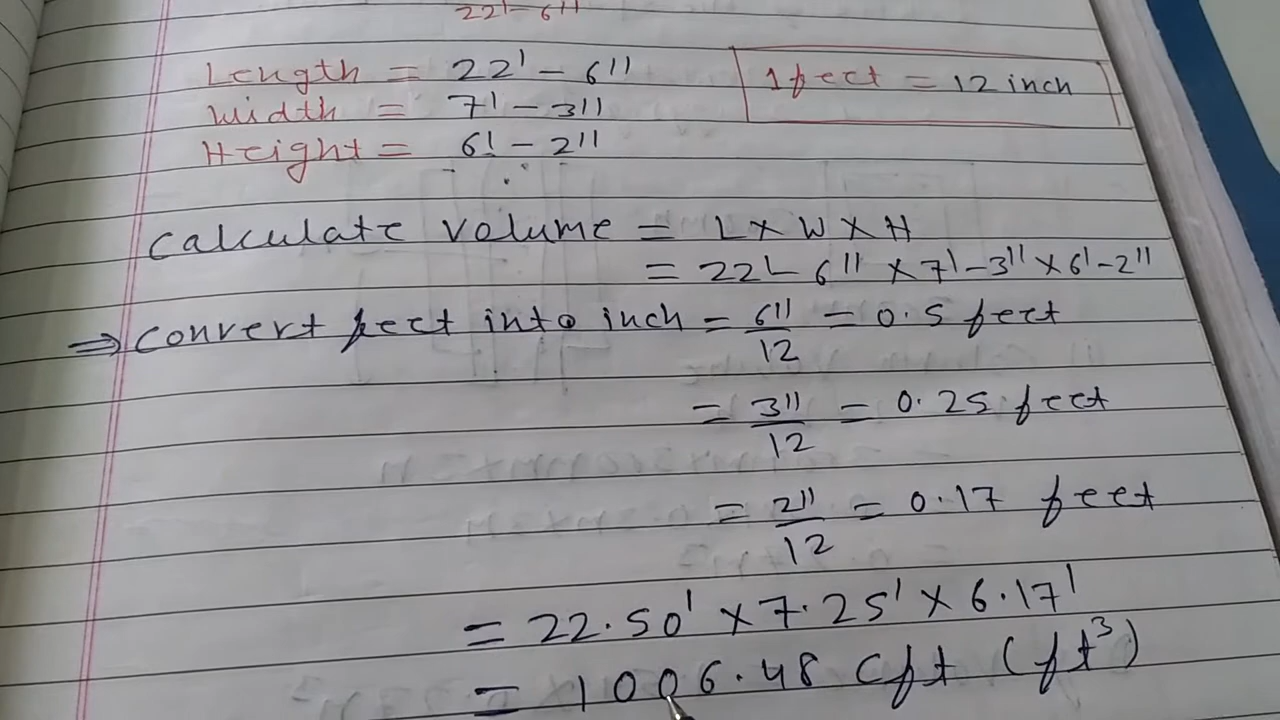 22'-6"
Length = 22' - 6"
1 feet = 12 inch
Width = 7' - 3"
Height = 6' - 2"
Calculate Volume = L x W x H
= 22' - 6" x 7' - 3" x 6' - 2"
⇒ Convert feet into inch = 6"/12 = 0.5 feet
= 3"/12 = 0.25 feet
= 2"/12 = 0.17 feet
= 22.50' x 7.25' x 6.17'
= 1006.48 Cft (ft³)